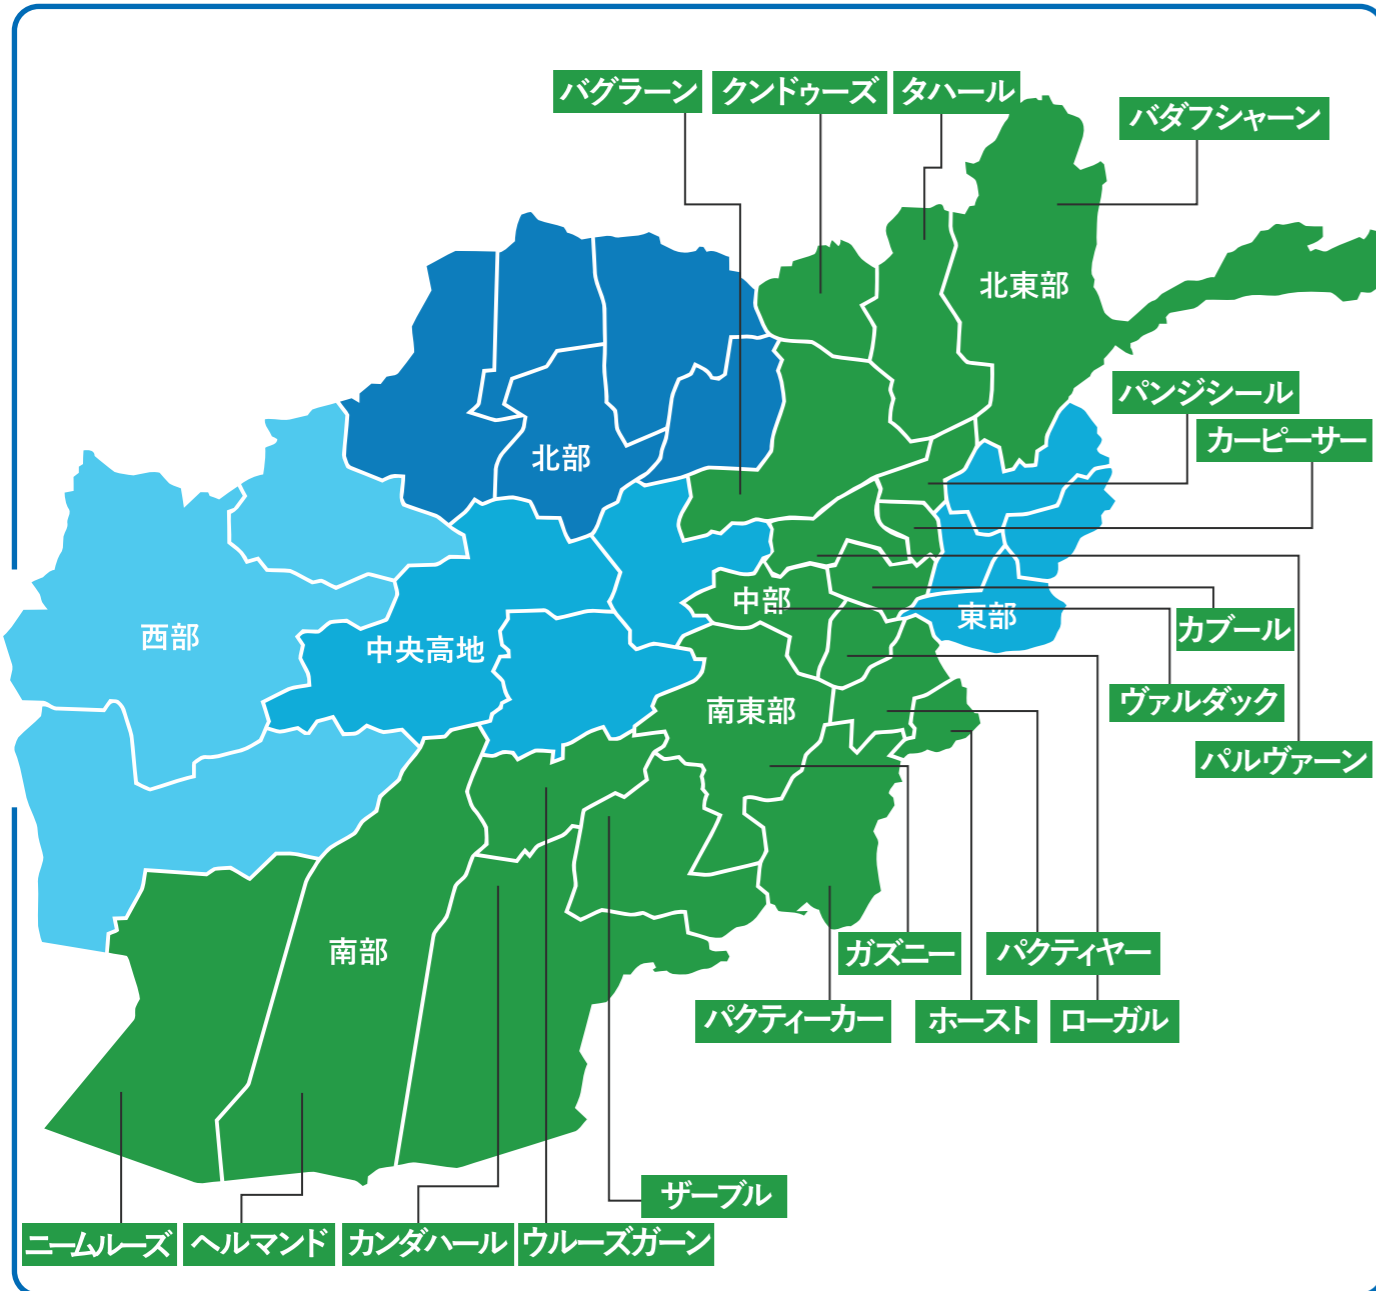 バグラーン
クンドゥーズ
タハール
バダフシャーン
北東部
パンジシール
カーピーサー
北部
中部
東部
カブール
西部
中央高地
ヴァルダック
南東部
パルヴァーン
南部
ガズニー
パクティヤー
パクティーカー
ホースト
ローガル
ザーブル
ニームルーズ
ヘルマンド
カンダハール
ウルーズガーン